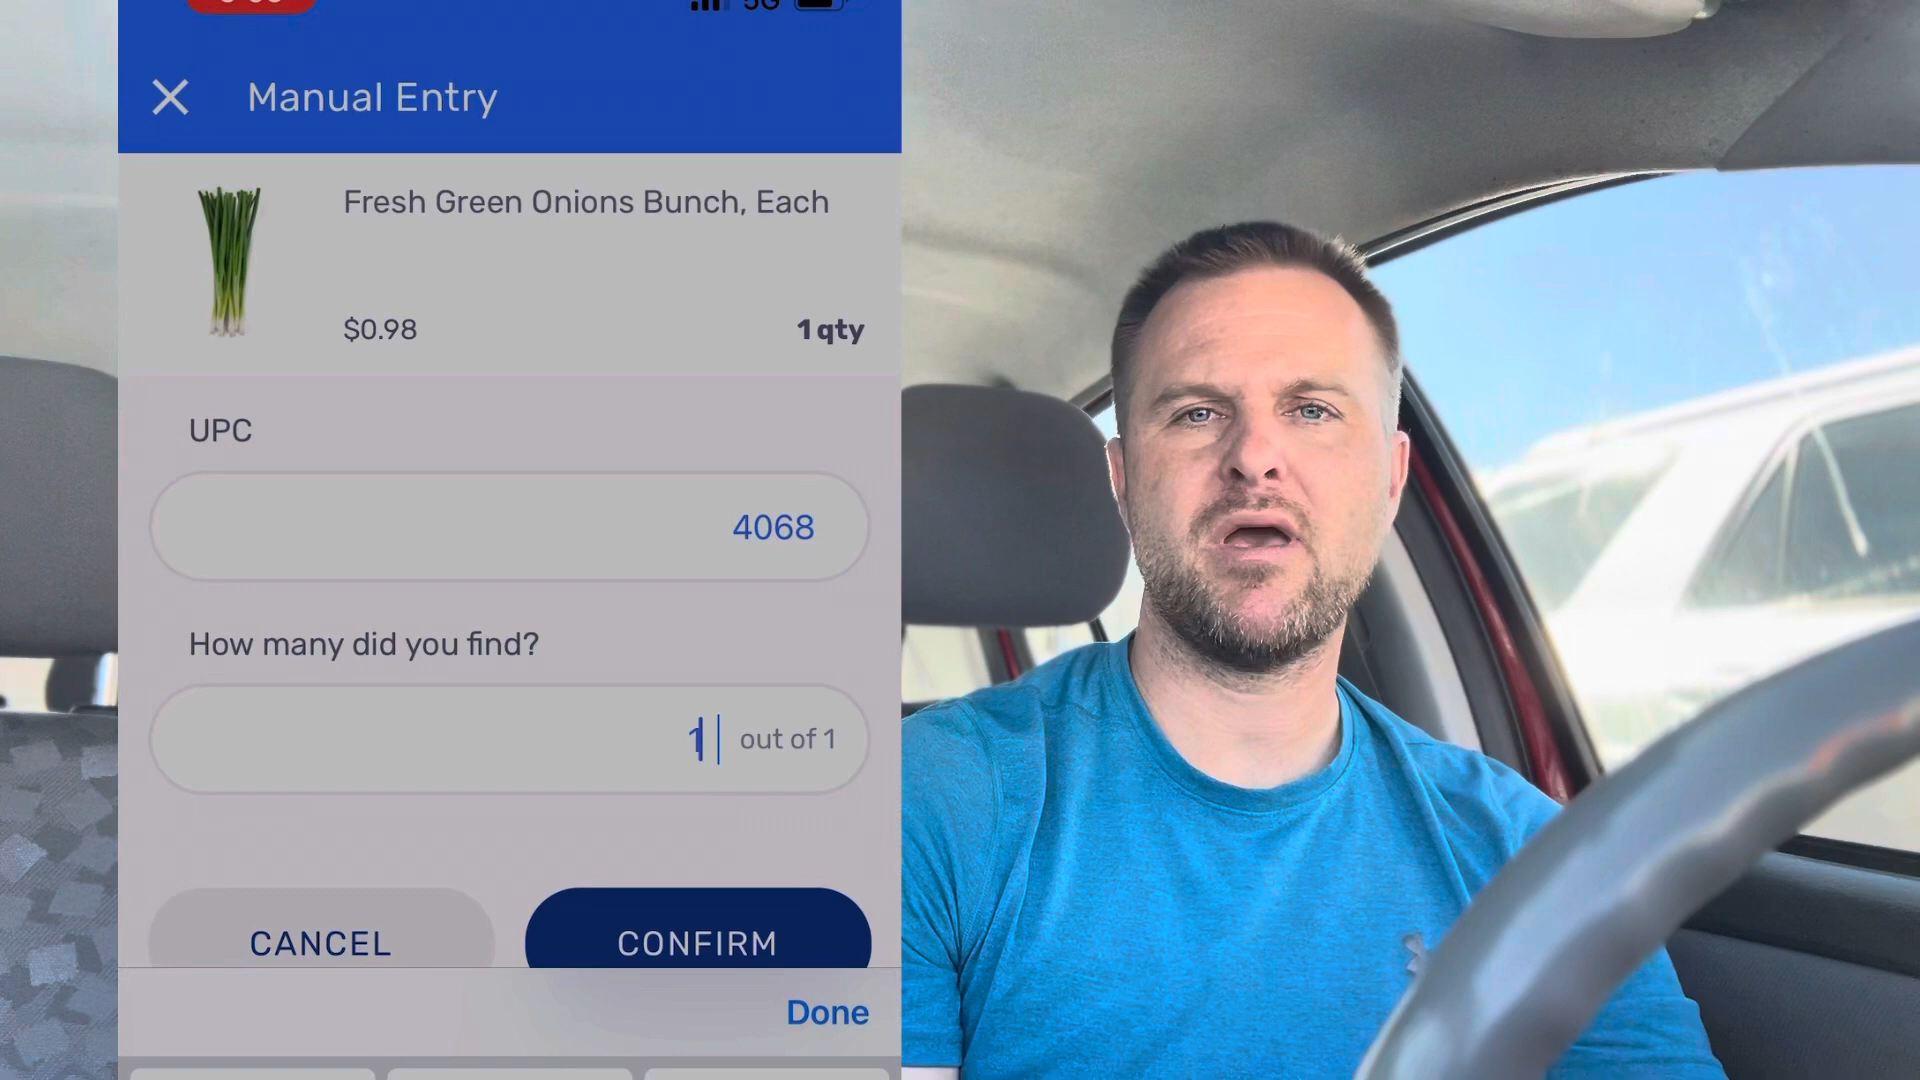 5G
Manual Entry
Fresh Green Onions Bunch, Each
$0.98
1 qty
UPC
4068
How many did you find?
1 out of 1
CANCEL
CONFIRM
Done